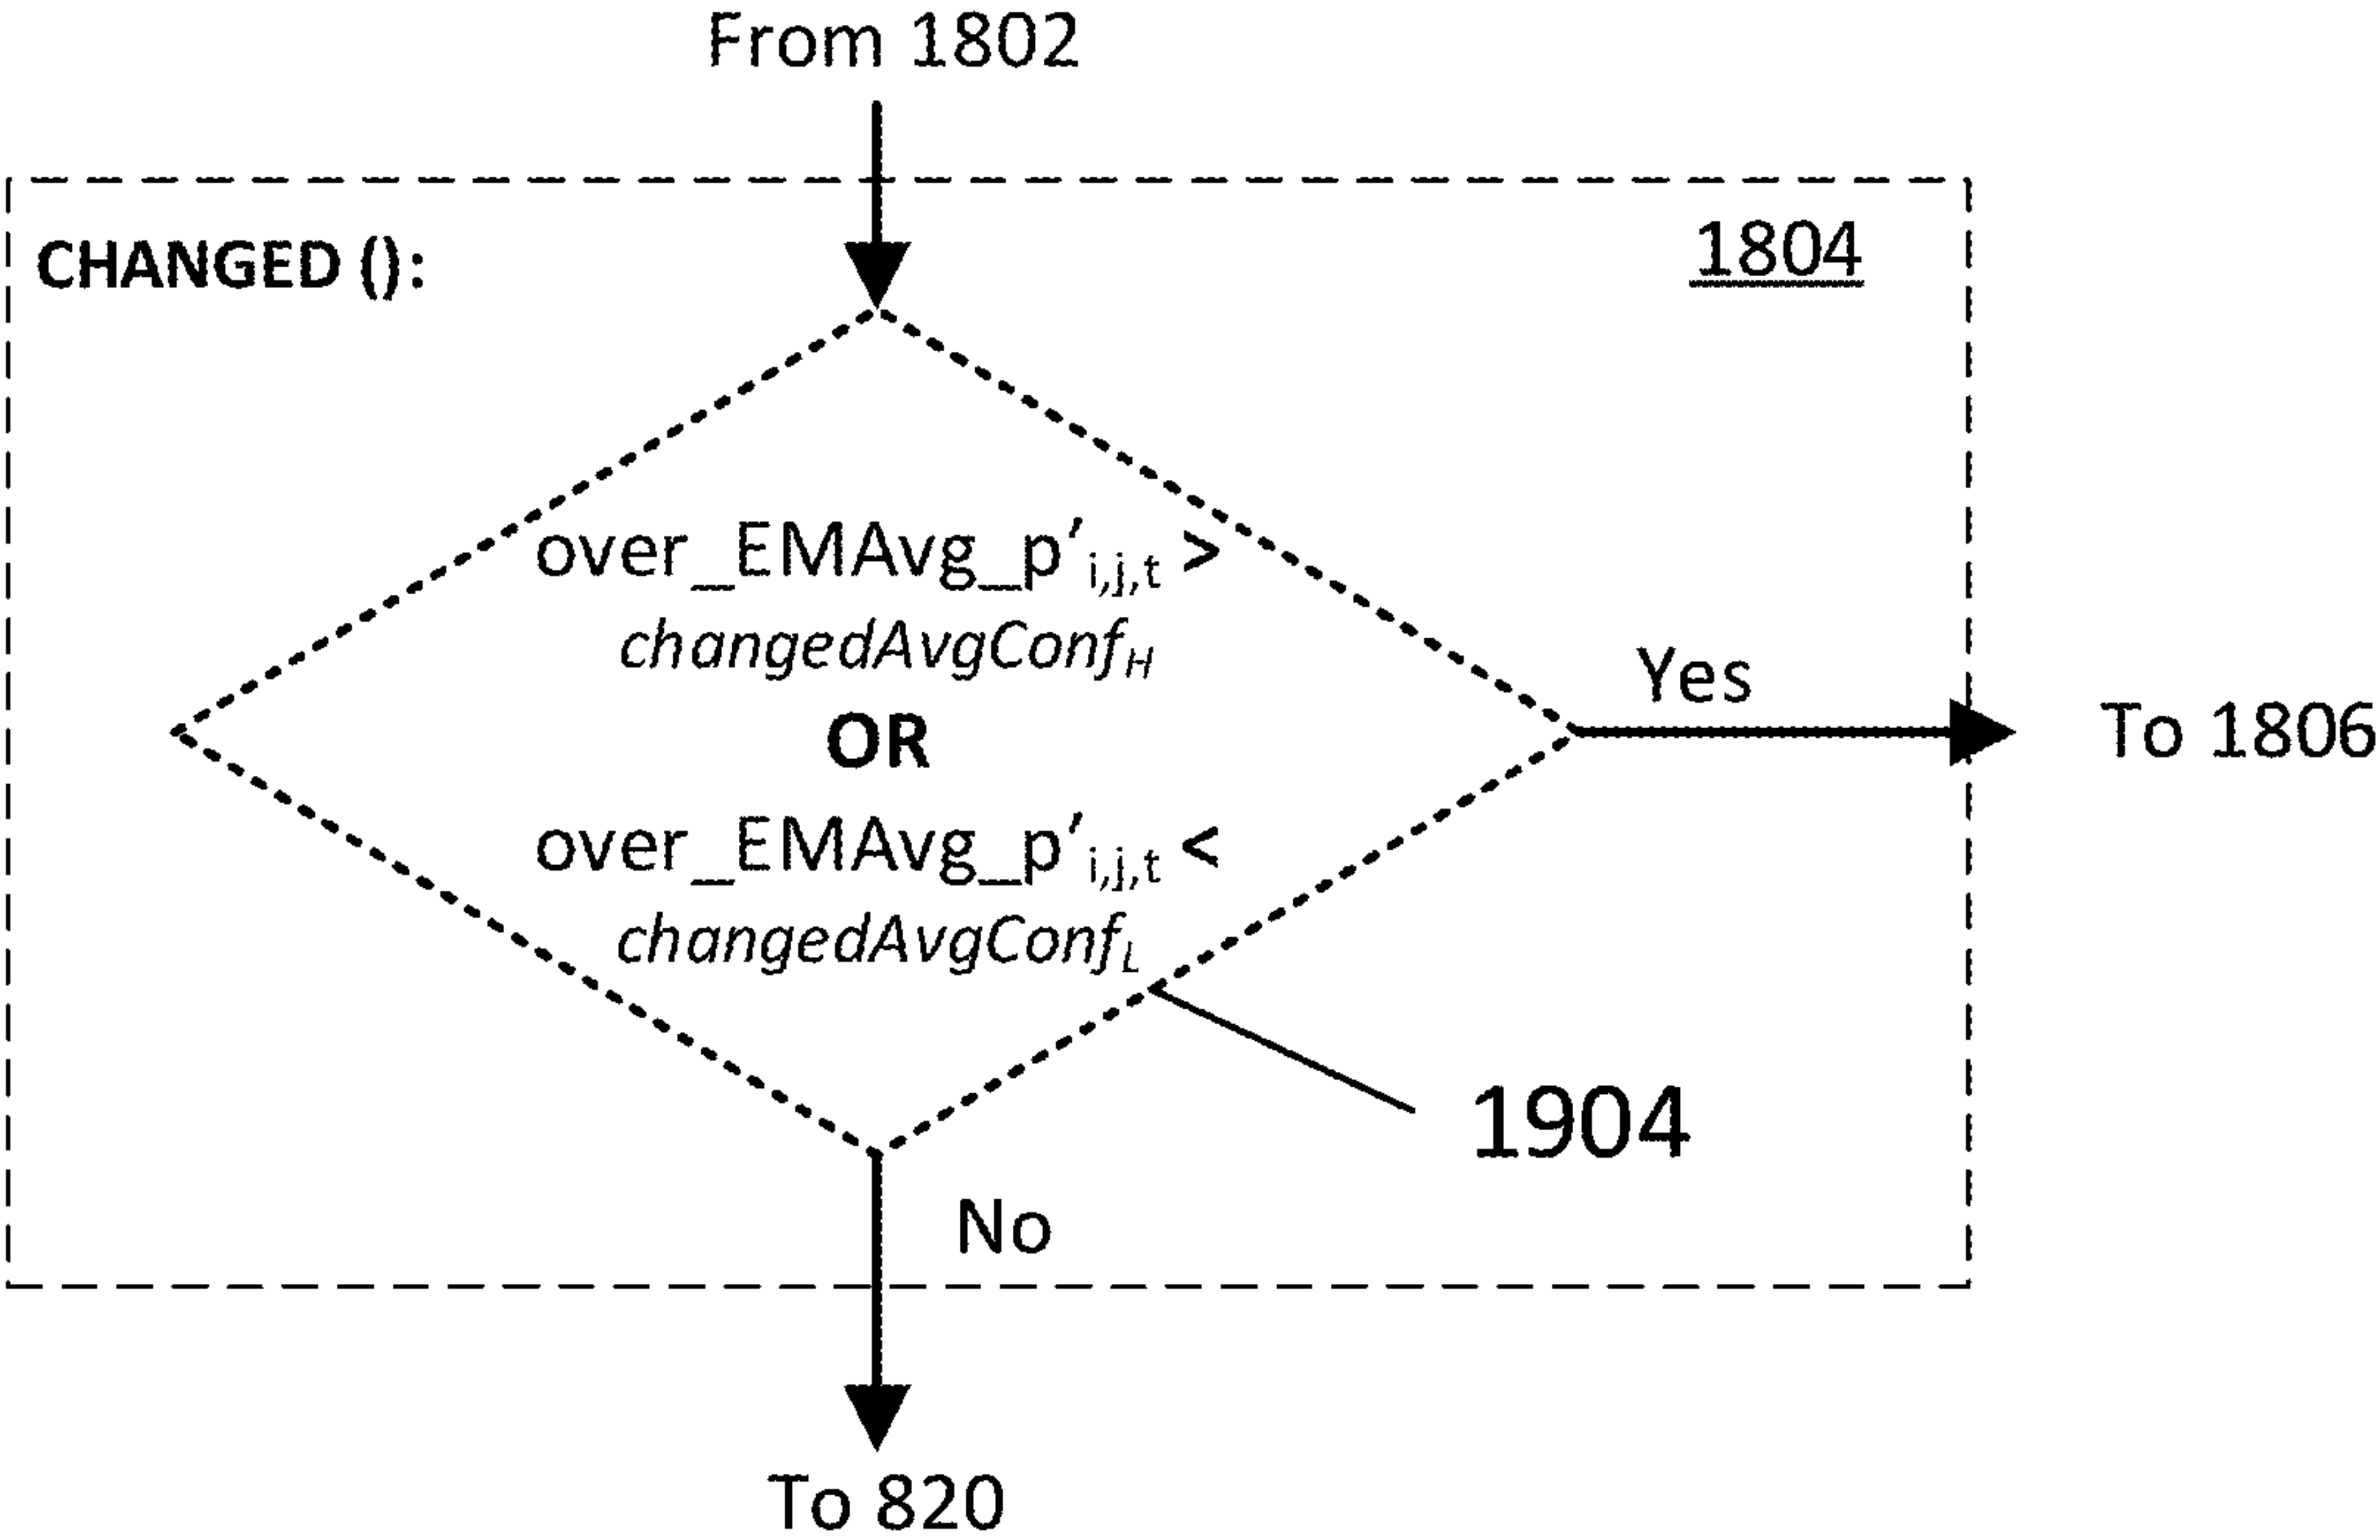 From 1802
CHANGED ():
1804
over_EMAvg_p’i,j,t >
changedAvgConfH
OR
over_EMAvg_p’i,j,t <
changedAvgConfL
Yes
To 1806
1904
No
To 820